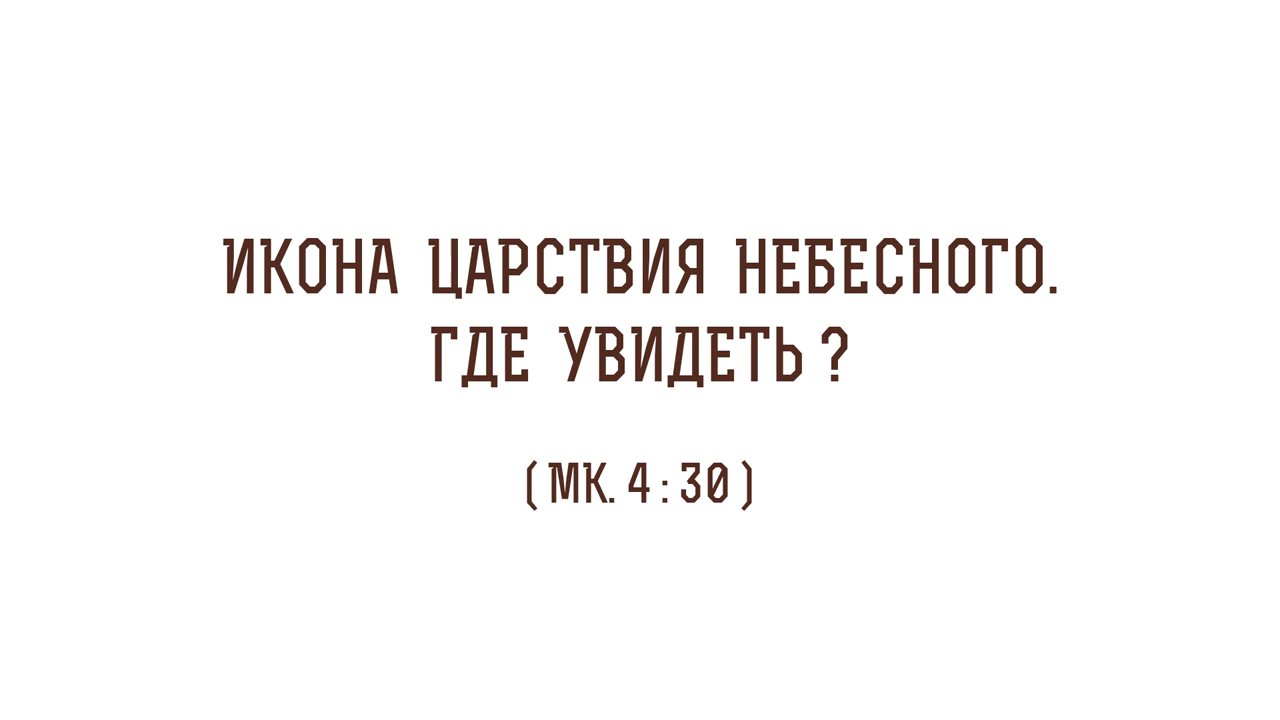 ИКОНА ЦАРСТВИЯ НЕБЕСНОГО.
ГДЕ УВИДЕТЬ?
(МК. 4:30)